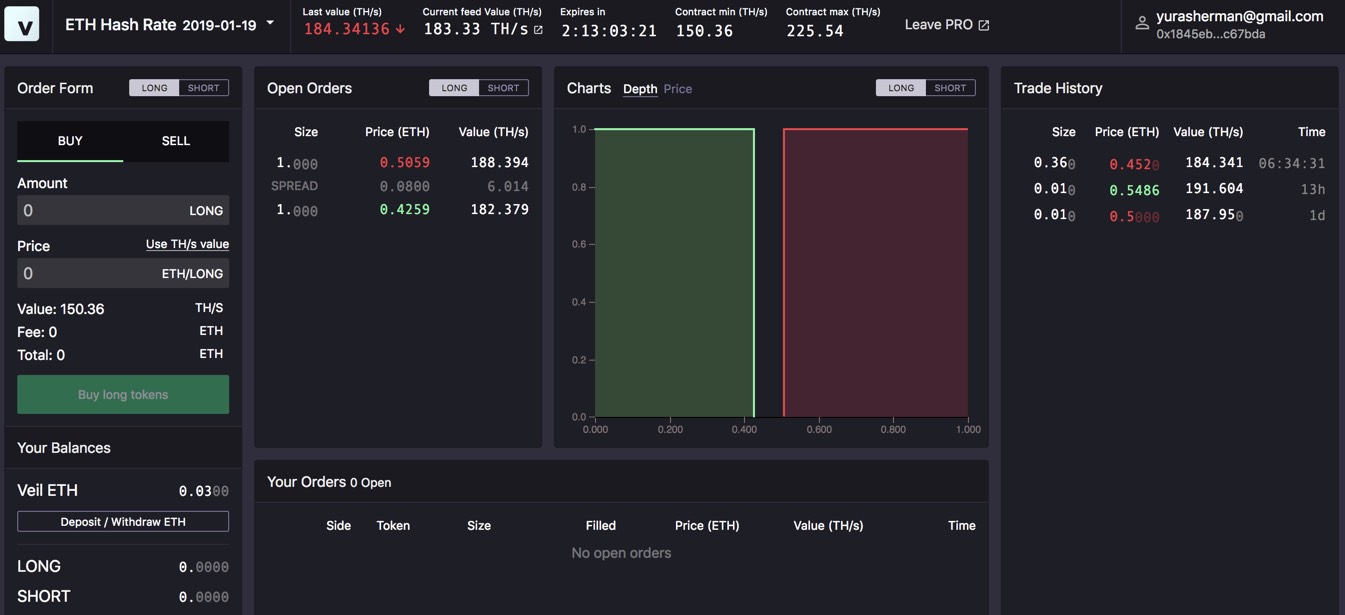 v
ETH Hash Rate 2019-01-19
Last value (TH/s)
184.34136
Current feed Value (TH/s)
183.33 TH/s
Expires in
2:13:03:21
Contract min (TH/s)
150.36
Contract max (TH/s)
225.54
Leave PRO
yurasherman@gmail.com
0x1845eb...c67bda
Order Form LONG SHORT
BUY SELL
Amount
0 LONG
Price Use TH/s value
0 ETH/LONG
Value: 150.36 TH/S
Fee: 0 ETH
Total: 0 ETH
Buy long tokens
Your Balances
Veil ETH 0.0300
Deposit / Withdraw ETH
LONG 0.0000
SHORT 0.0000
Open Orders LONG SHORT
Size Price (ETH) Value (TH/s)
1.000 0.5059 188.394
SPREAD 0.0800 6.014
1.000 0.4259 182.379
Charts Depth Price LONG SHORT
1.0
0.8
0.6
0.4
0.2
0.0
0.000 0.200 0.400 0.600 0.800 1.000
Your Orders 0 Open
Side Token Size Filled Price (ETH) Value (TH/s) Time
No open orders
Trade History
Size Price (ETH) Value (TH/s) Time
0.360 0.4520 184.341 06:34:31
0.010 0.5486 191.604 13h
0.010 0.5000 187.950 1d